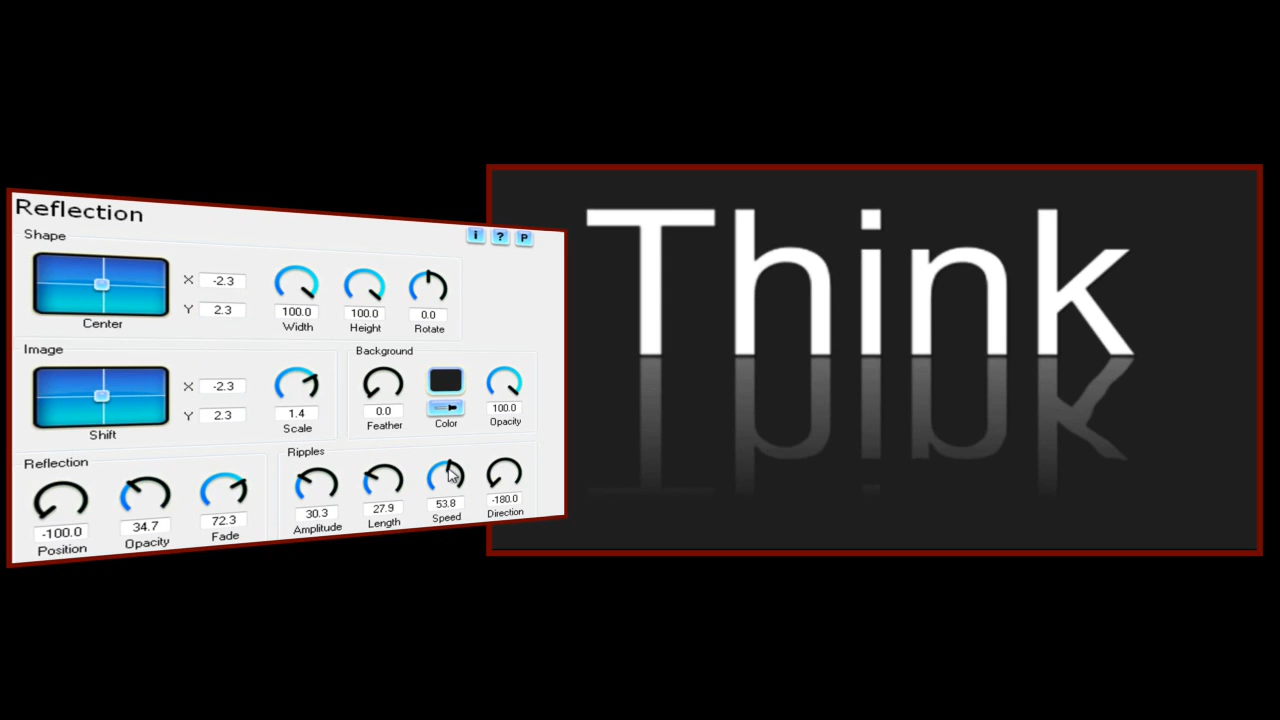 Reflection
i ? P
Shape
X -2.3
Y 2.3
Center
100.0
Width
100.0
Height
0.0
Rotate
Image
X -2.3
Y 2.3
Shift
1.4
Scale
Background
0.0
Feather
Color
100.0
Opacity
Reflection
-100.0
Position
34.7
Opacity
72.3
Fade
Ripples
30.3
Amplitude
27.9
Length
53.8
Speed
-180.0
Direction
Think